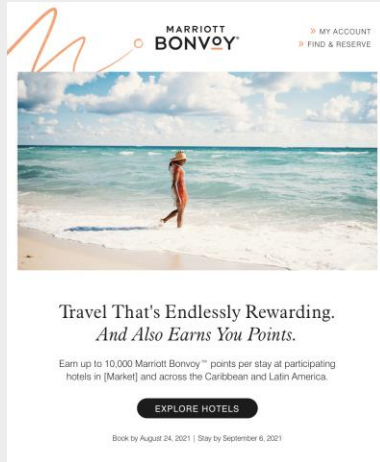 MARRIOTT
BONVOY®
» MY ACCOUNT
» FIND & RESERVE
Travel That's Endlessly Rewarding.
And Also Earns You Points.
Earn up to 10,000 Marriott Bonvoy™ points per stay at participating
hotels in [Market] and across the Caribbean and Latin America.
EXPLORE HOTELS
Book by August 24, 2021 | Stay by September 6, 2021